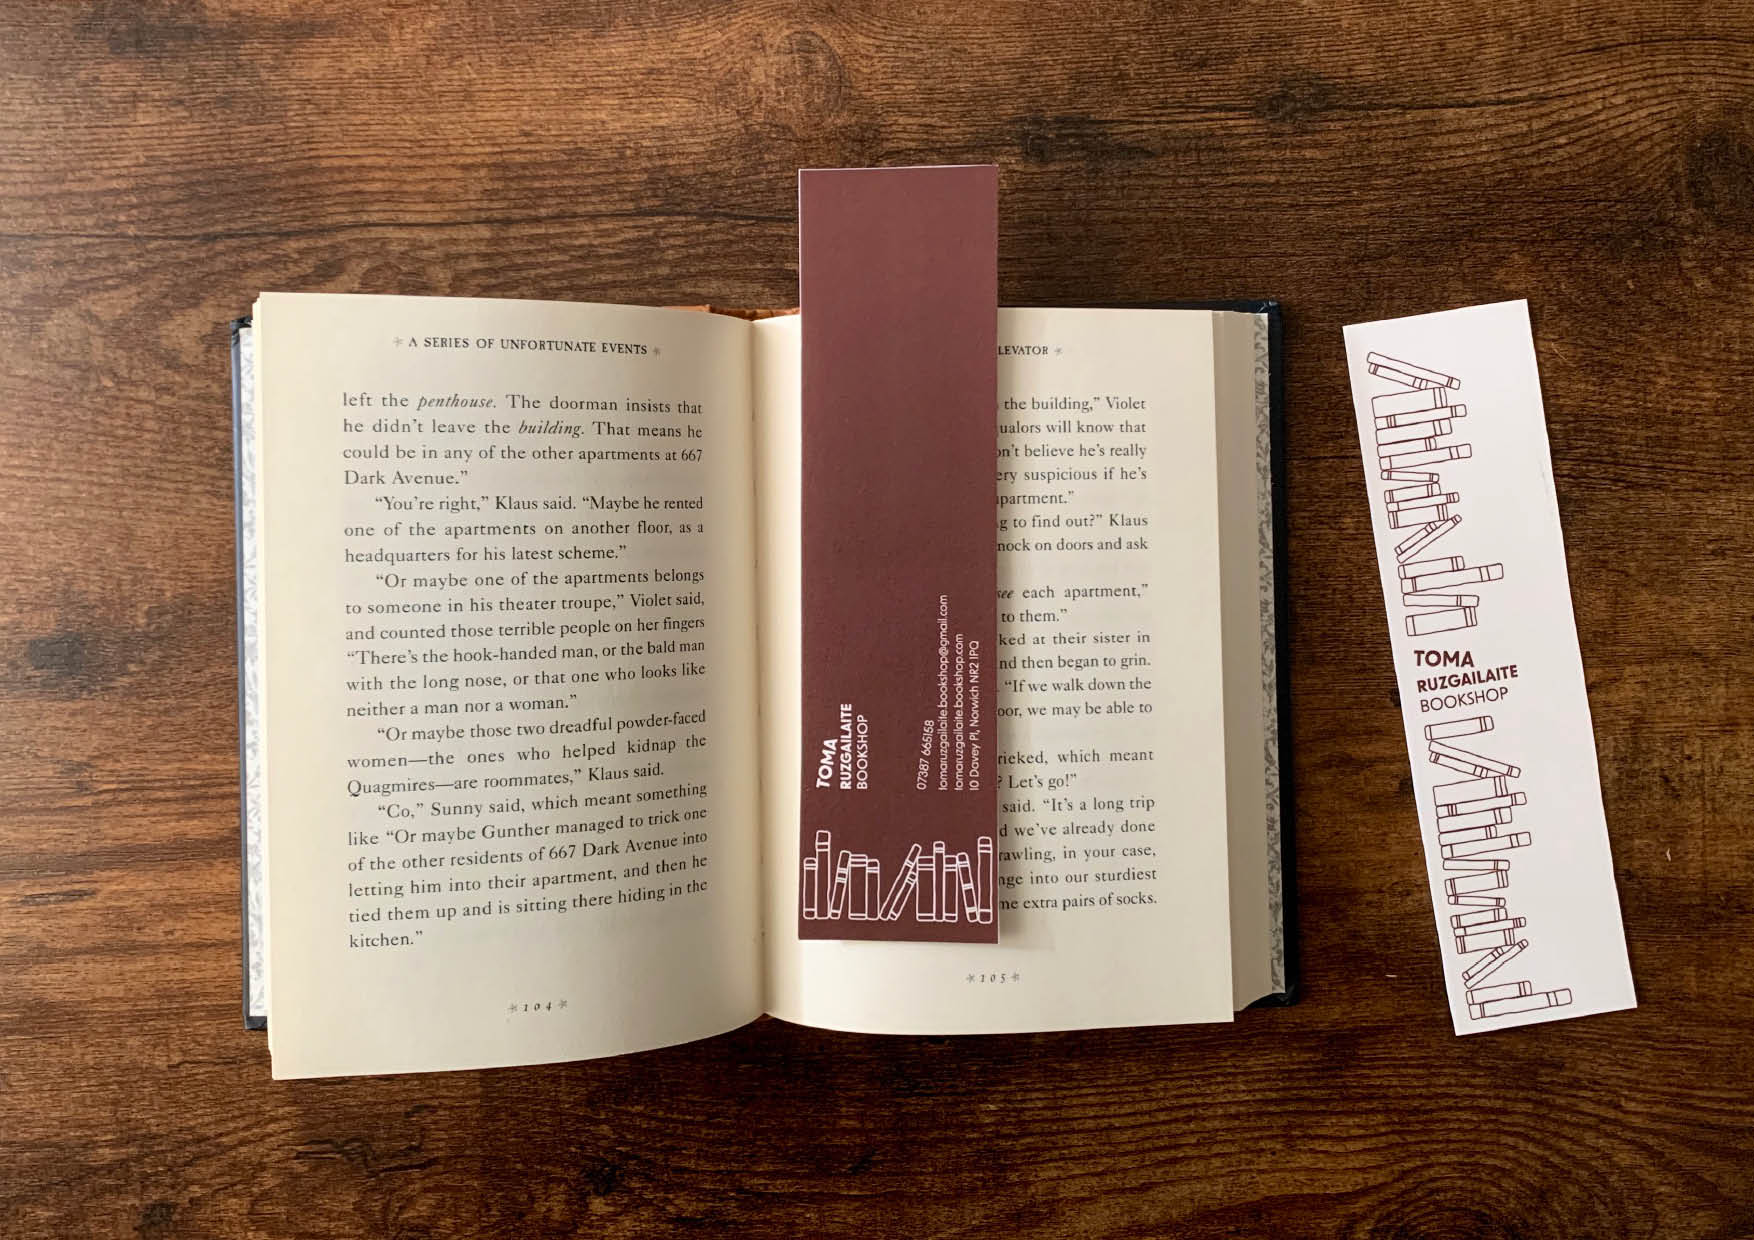 * A SERIES OF UNFORTUNATE EVENTS *
left the penthouse. The doorman insists that
he didn't leave the building. That means he
could be in any of the other apartments at 667
Dark Avenue.”
“You're right,” Klaus said. “Maybe he rented
one of the apartments on another floor, as a
headquarters for his latest scheme.”
“Or maybe one of the apartments belongs
to someone in his theater troupe,” Violet said,
and counted those terrible people on her fingers
“There's the hook-handed man, or the bald man
with the long nose, or that one who looks like
neither a man nor a woman.”
“Or maybe those two dreadful powder-faced
women—the ones who helped kidnap the
Quagmires—are roommates,” Klaus said.
“Co,” Sunny said, which meant something
like “Or maybe Gunther managed to trick one
of the other residents of 667 Dark Avenue into
letting him into their apartment, and then he
tied them up and is sitting there hiding in the
kitchen.”
* 104 *
TOMA
RUZGAILAITE
BOOKSHOP
07387 665158
tomaruzgailaite.bookshop@gmail.com
tomaruzgailaite.bookshop.com
10 Davey Pl, Norwich NR2 1PQ
LEVATOR *
the building,” Violet
ualors will know that
on't believe he's really
ery suspicious if he's
partment.”
g to find out?” Klaus
nock on doors and ask
see each apartment,”
to them.”
ked at their sister in
nd then began to grin.
“If we walk down the
oor, we may be able to
rieked, which meant
? Let's go!”
said. “It's a long trip
d we've already done
rawling, in your case,
nge into our sturdiest
me extra pairs of socks.
* 105 *
TOMA
RUZGAILAITE
BOOKSHOP